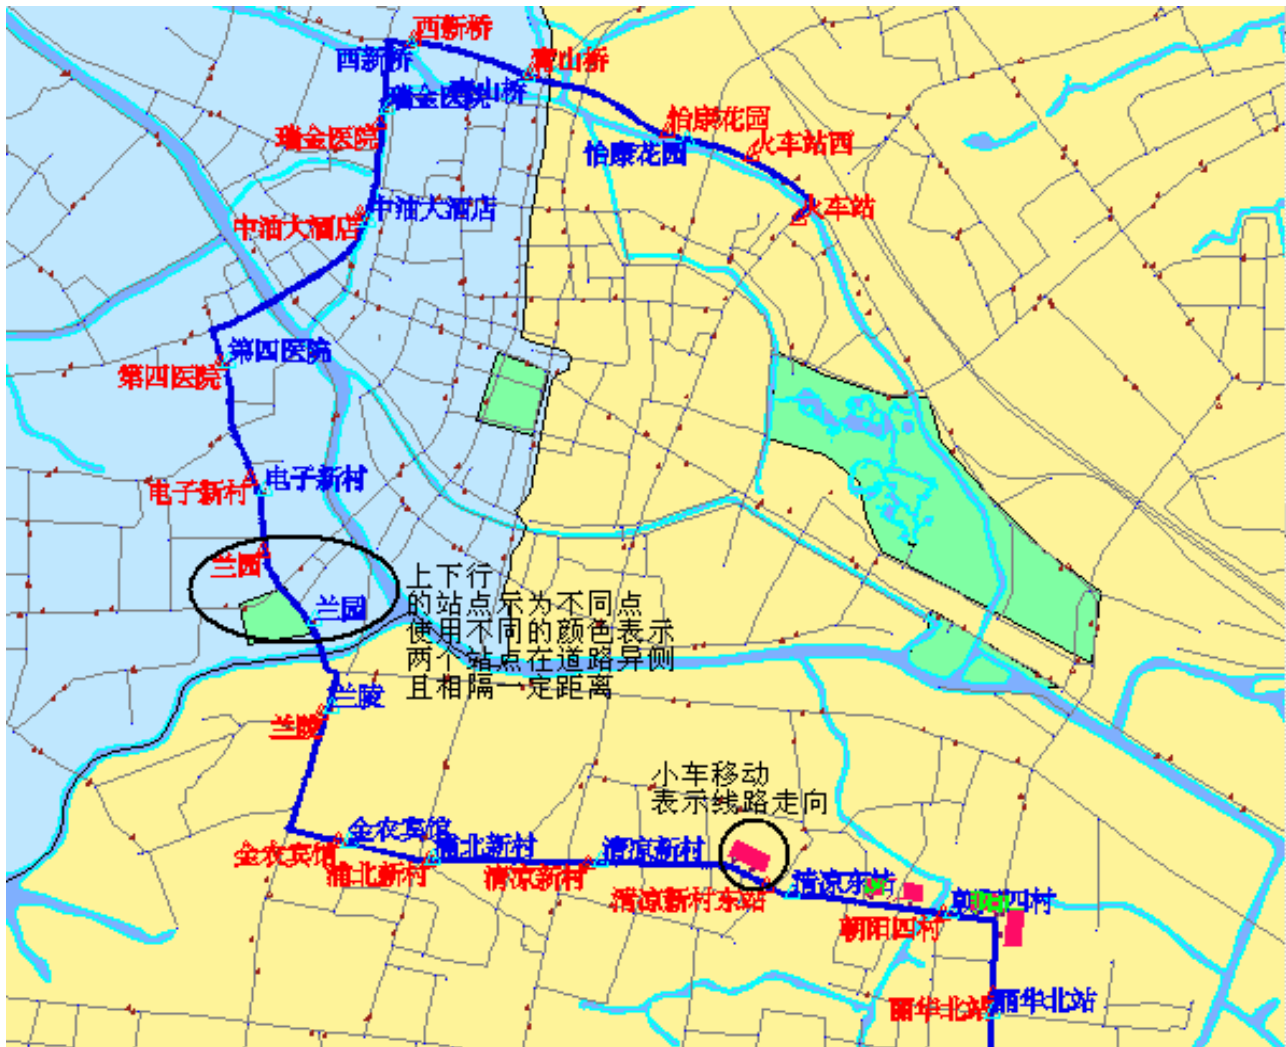 西新桥
西新桥
青山桥
青山桥
瑞金医院
瑞金医院
怡康花园
怡康花园
火车站西
火车站
中油大酒店
中油大酒店
第四医院
第四医院
电子新村
电子新村
兰园
兰园
上下行
的站点示为不同点
使用不同的颜色表示
两个站点在道路异侧
且相隔一定距离
兰陵
兰陵
小车移动
表示线路走向
金农宾馆
金农宾馆
浦北新村
浦北新村
清凉新村
清凉新村
清凉东站
清凉新村东站
朝阳四村
朝阳四村
丽华北站
丽华北站